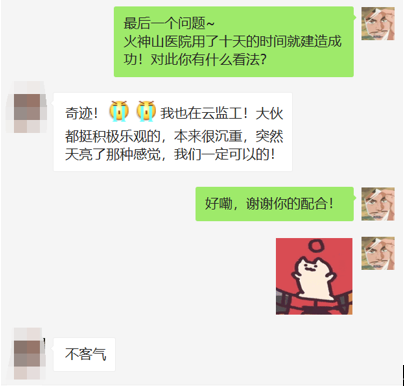 最后一个问题~
火神山医院用了十天的时间就建造成
功！对此你有什么看法?
奇迹！😭😭我也在云监工！大伙
都挺积极乐观的，本来很沉重，突然
天亮了那种感觉，我们一定可以的！
好嘞，谢谢你的配合！
不客气